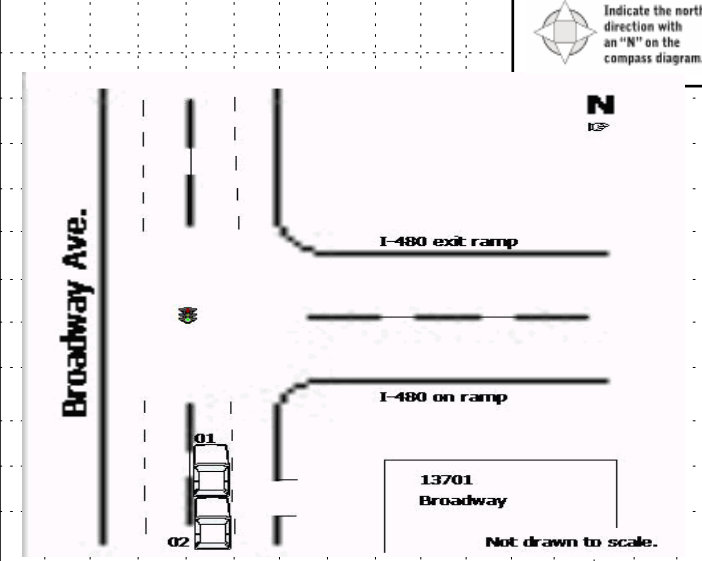 Indicate the north
direction with
an “N” on the
compass diagram.
N
I-480 exit ramp
Broadway Ave.
I-480 on ramp
01
13701
Broadway
02
Not drawn to scale.